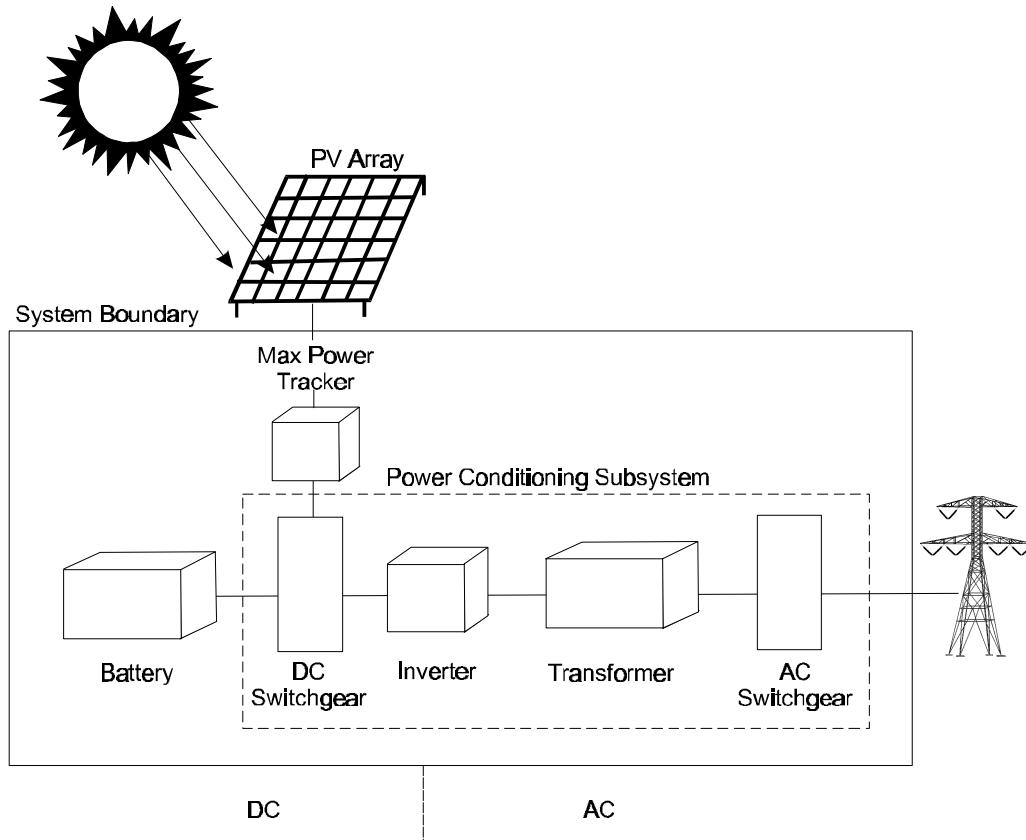 PV Array
System Boundary
Max Power
Tracker
Power Conditioning Subsystem
Battery
DC
Switchgear
Inverter
Transformer
AC
Switchgear
DC
AC